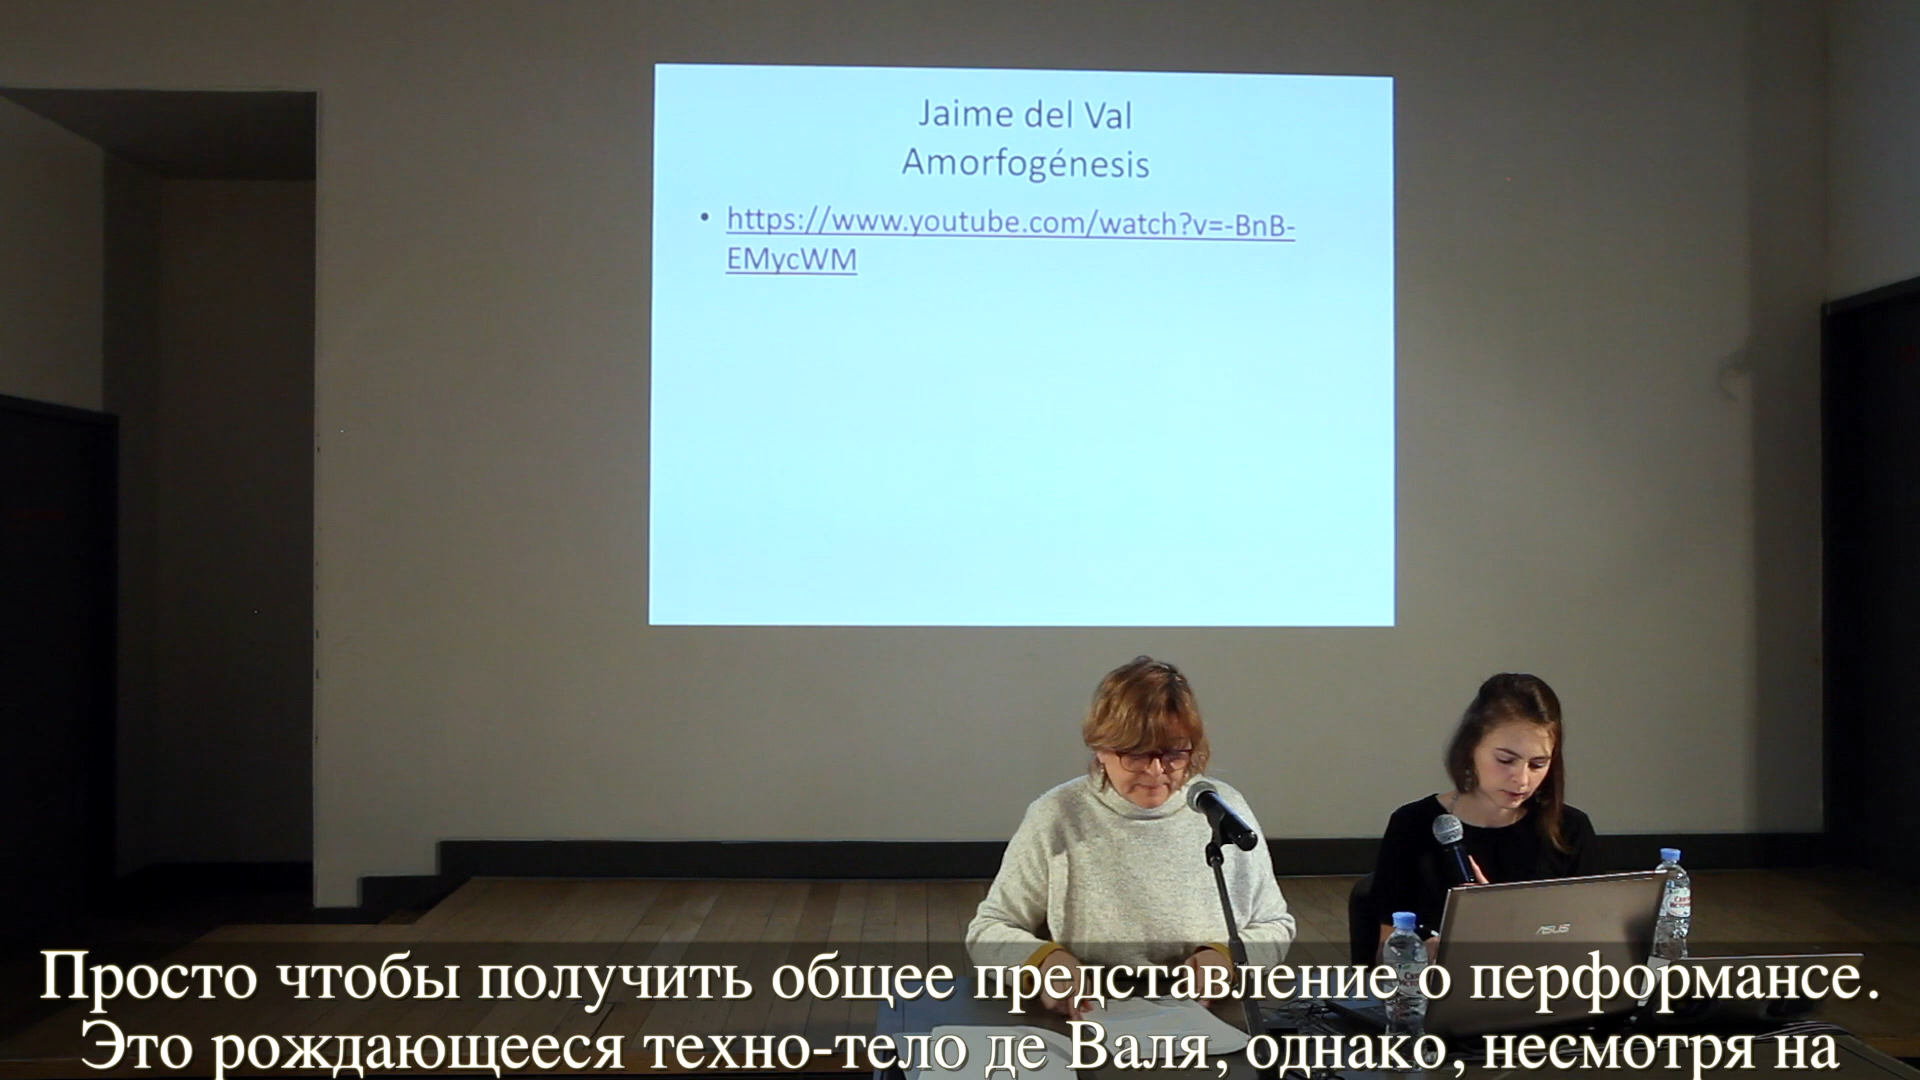 Jaime del Val
Amorfogénesis
• https://www.youtube.com/watch?v=-BnB-
EMycWM
ASUS
Просто чтобы получить общее представление о перформансе.
Это рождающееся техно-тело де Валя, однако, несмотря на